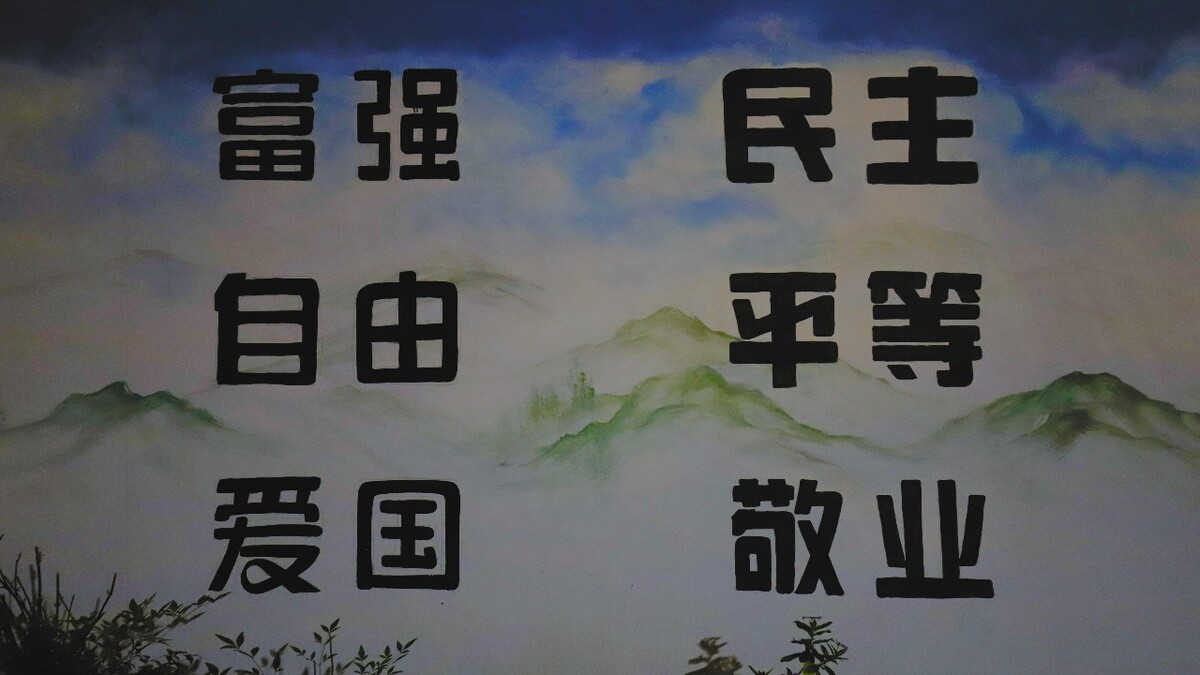 富强 民主
自由 平等
爱国 敬业